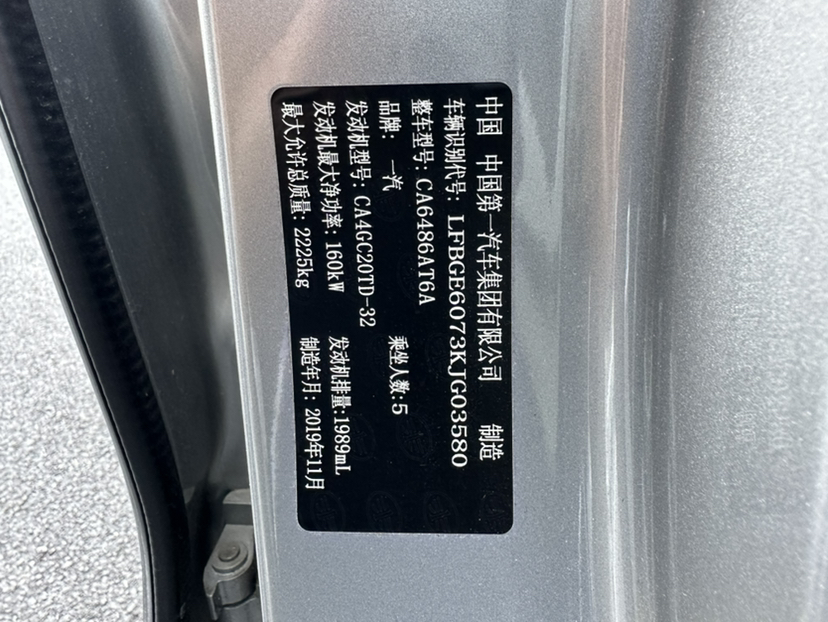 中国 中国第一汽车集团有限公司 制造
车辆识别代号: LFBGE6073KJG03580
整车型号: CA6486AT6A
品牌: 一汽 乘坐人数:5
发动机型号: CA4GC20TD-32
发动机最大净功率: 160kW 发动机排量:1989mL
最大允许总质量: 2225kg 制造年月: 2019年11月